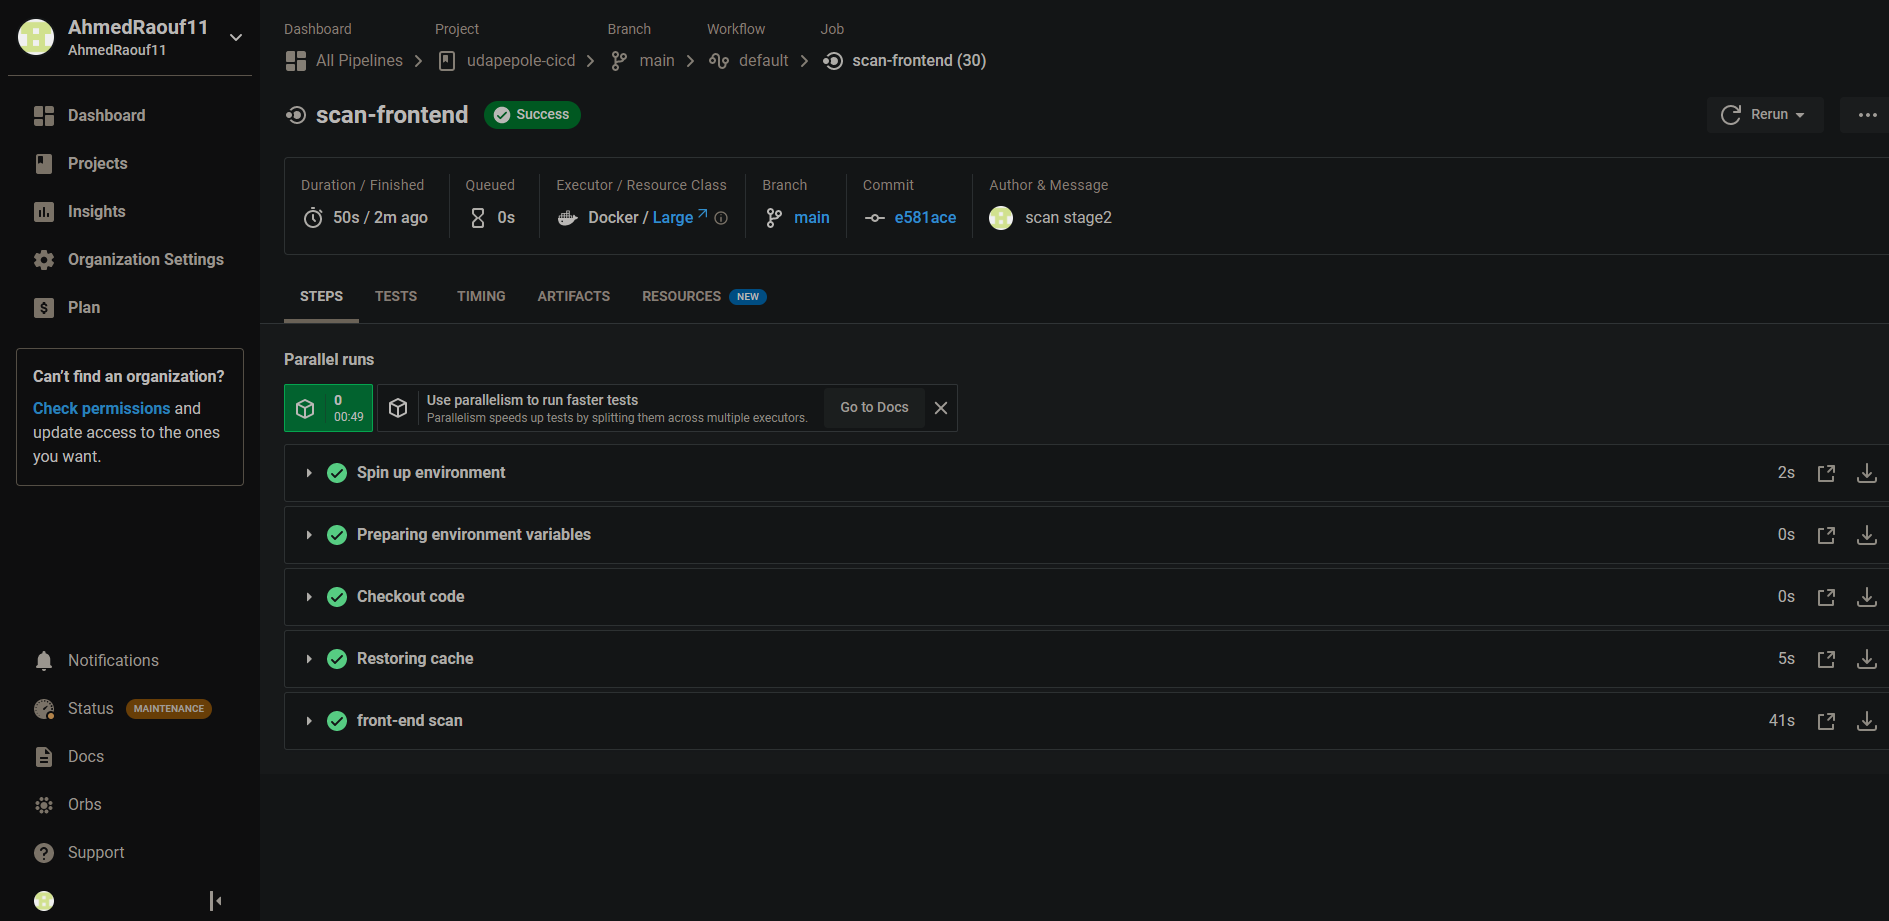 AhmedRaouf11
AhmedRaouf11
Dashboard
Projects
Insights
Organization Settings
Plan
Can't find an organization?
Check permissions and
update access to the ones
you want.
Notifications
Status MAINTENANCE
Docs
Orbs
Support
Dashboard Project Branch Workflow Job
All Pipelines udapepole-cicd main default scan-frontend (30)
scan-frontend Success
Rerun
Duration / Finished Queued Executor / Resource Class Branch Commit Author & Message
50s / 2m ago 0s Docker / Large main e581ace scan stage2
STEPS TESTS TIMING ARTIFACTS RESOURCES NEW
Parallel runs
0
00:49
Use parallelism to run faster tests
Parallelism speeds up tests by splitting them across multiple executors.
Go to Docs
Spin up environment 2s
Preparing environment variables 0s
Checkout code 0s
Restoring cache 5s
front-end scan 41s